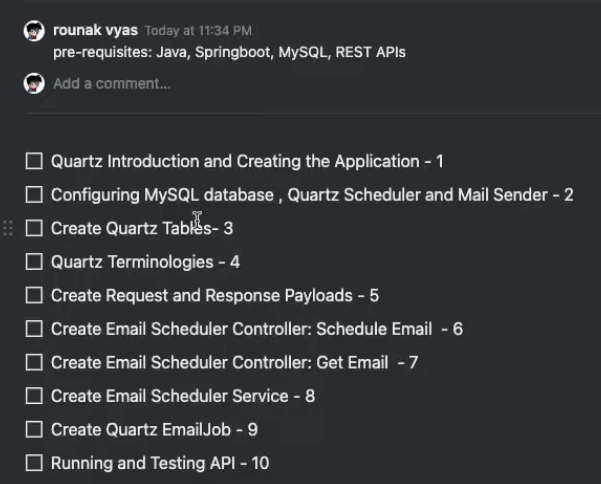 rounak vyas Today at 11:34 PM
pre-requisites: Java, Springboot, MySQL, REST APIs
Add a comment...
Quartz Introduction and Creating the Application - 1
Configuring MySQL database , Quartz Scheduler and Mail Sender - 2
Create Quartz Tables- 3
Quartz Terminologies - 4
Create Request and Response Payloads - 5
Create Email Scheduler Controller: Schedule Email - 6
Create Email Scheduler Controller: Get Email - 7
Create Email Scheduler Service - 8
Create Quartz EmailJob - 9
Running and Testing API - 10